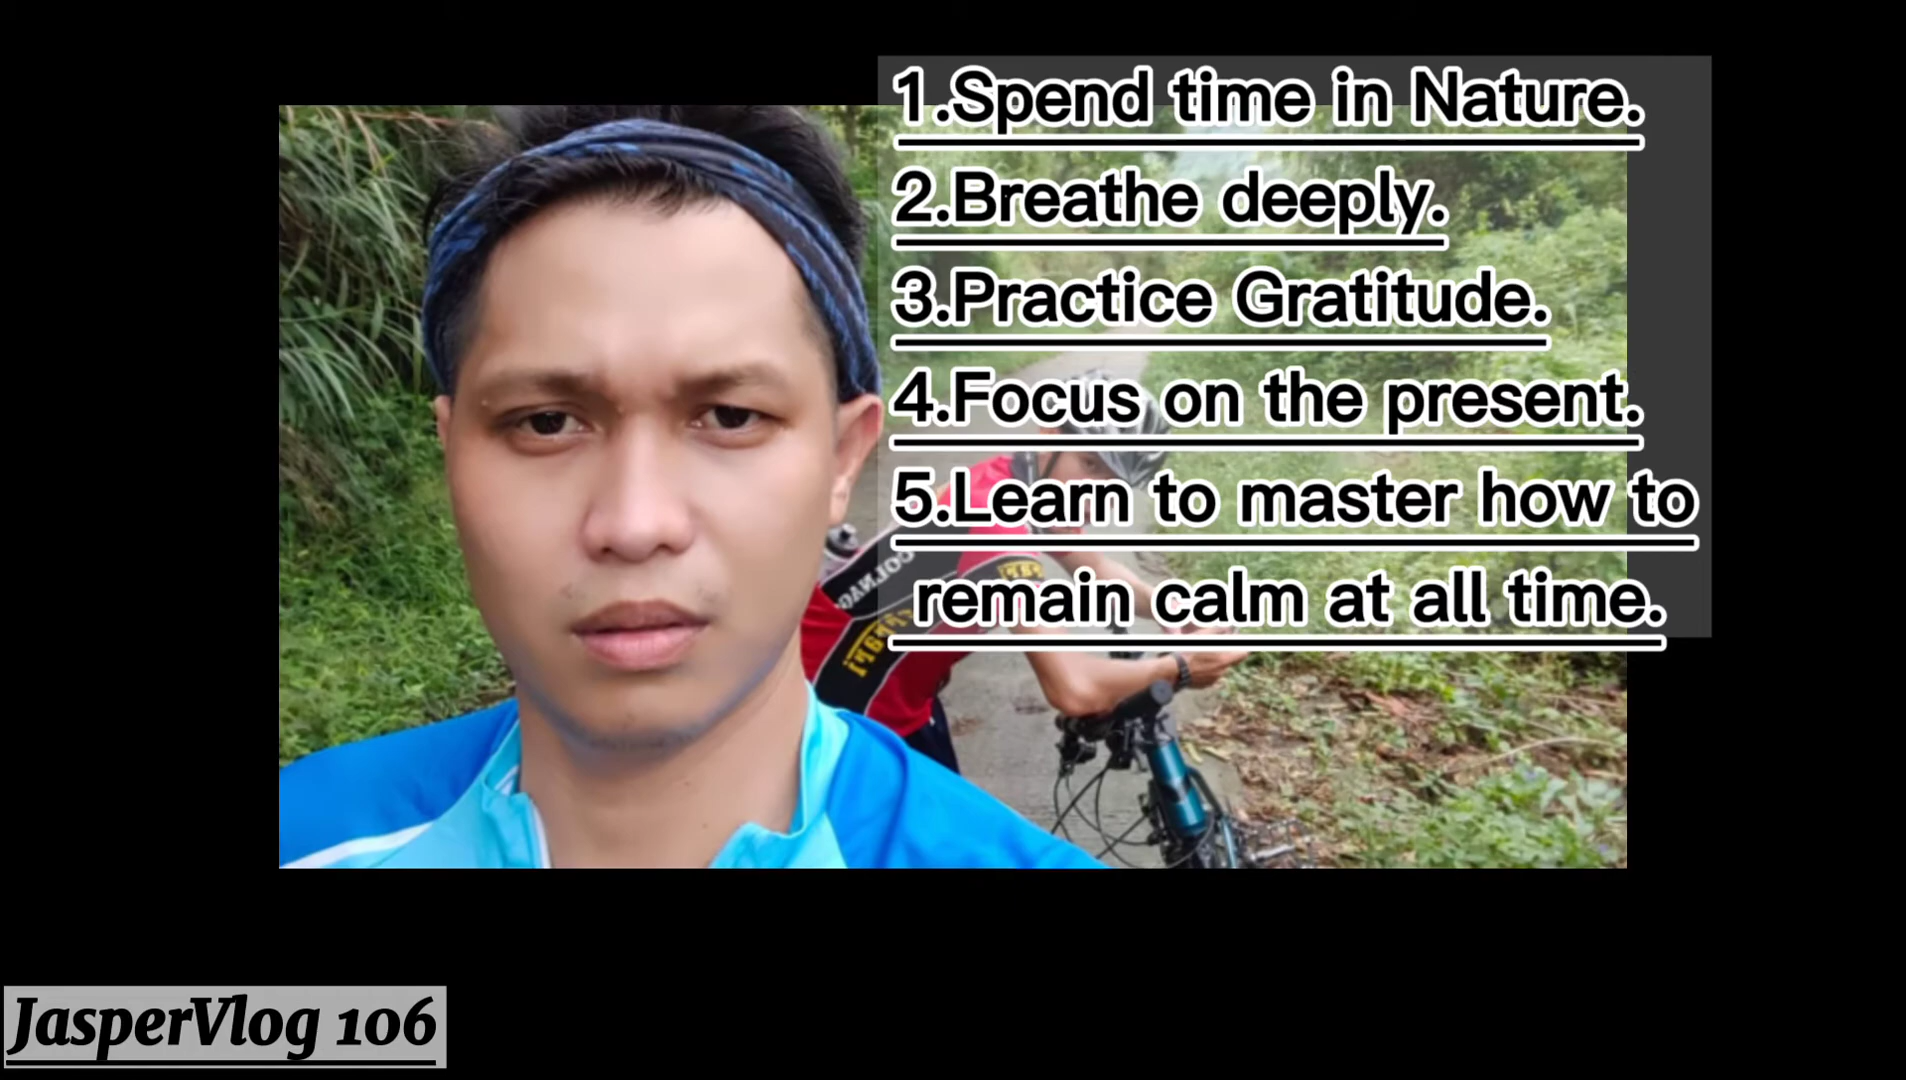 1.Spend time in Nature.
2.Breathe deeply.
3.Practice Gratitude.
4.Focus on the present.
5.Learn to master how to
remain calm at all time.
COLNAG
JasperVlog 106